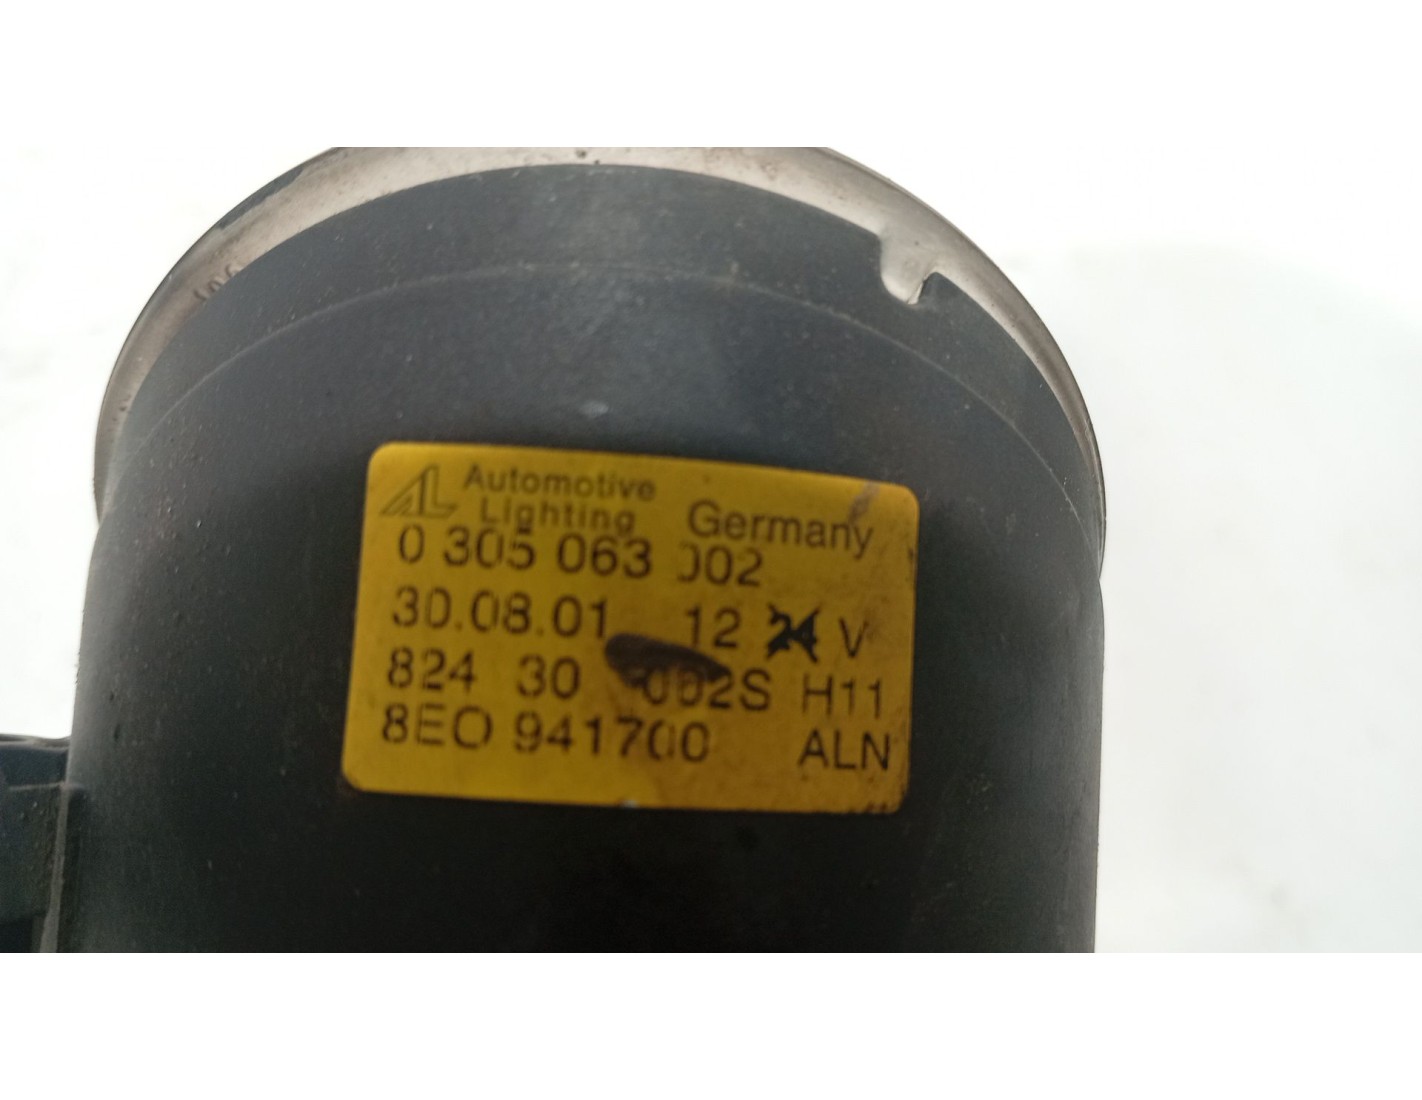 AL Automotive
Lighting Germany
0 305 063 002
30.08.01 12 24 V
824 30 002S H11
8EO 941700 ALN